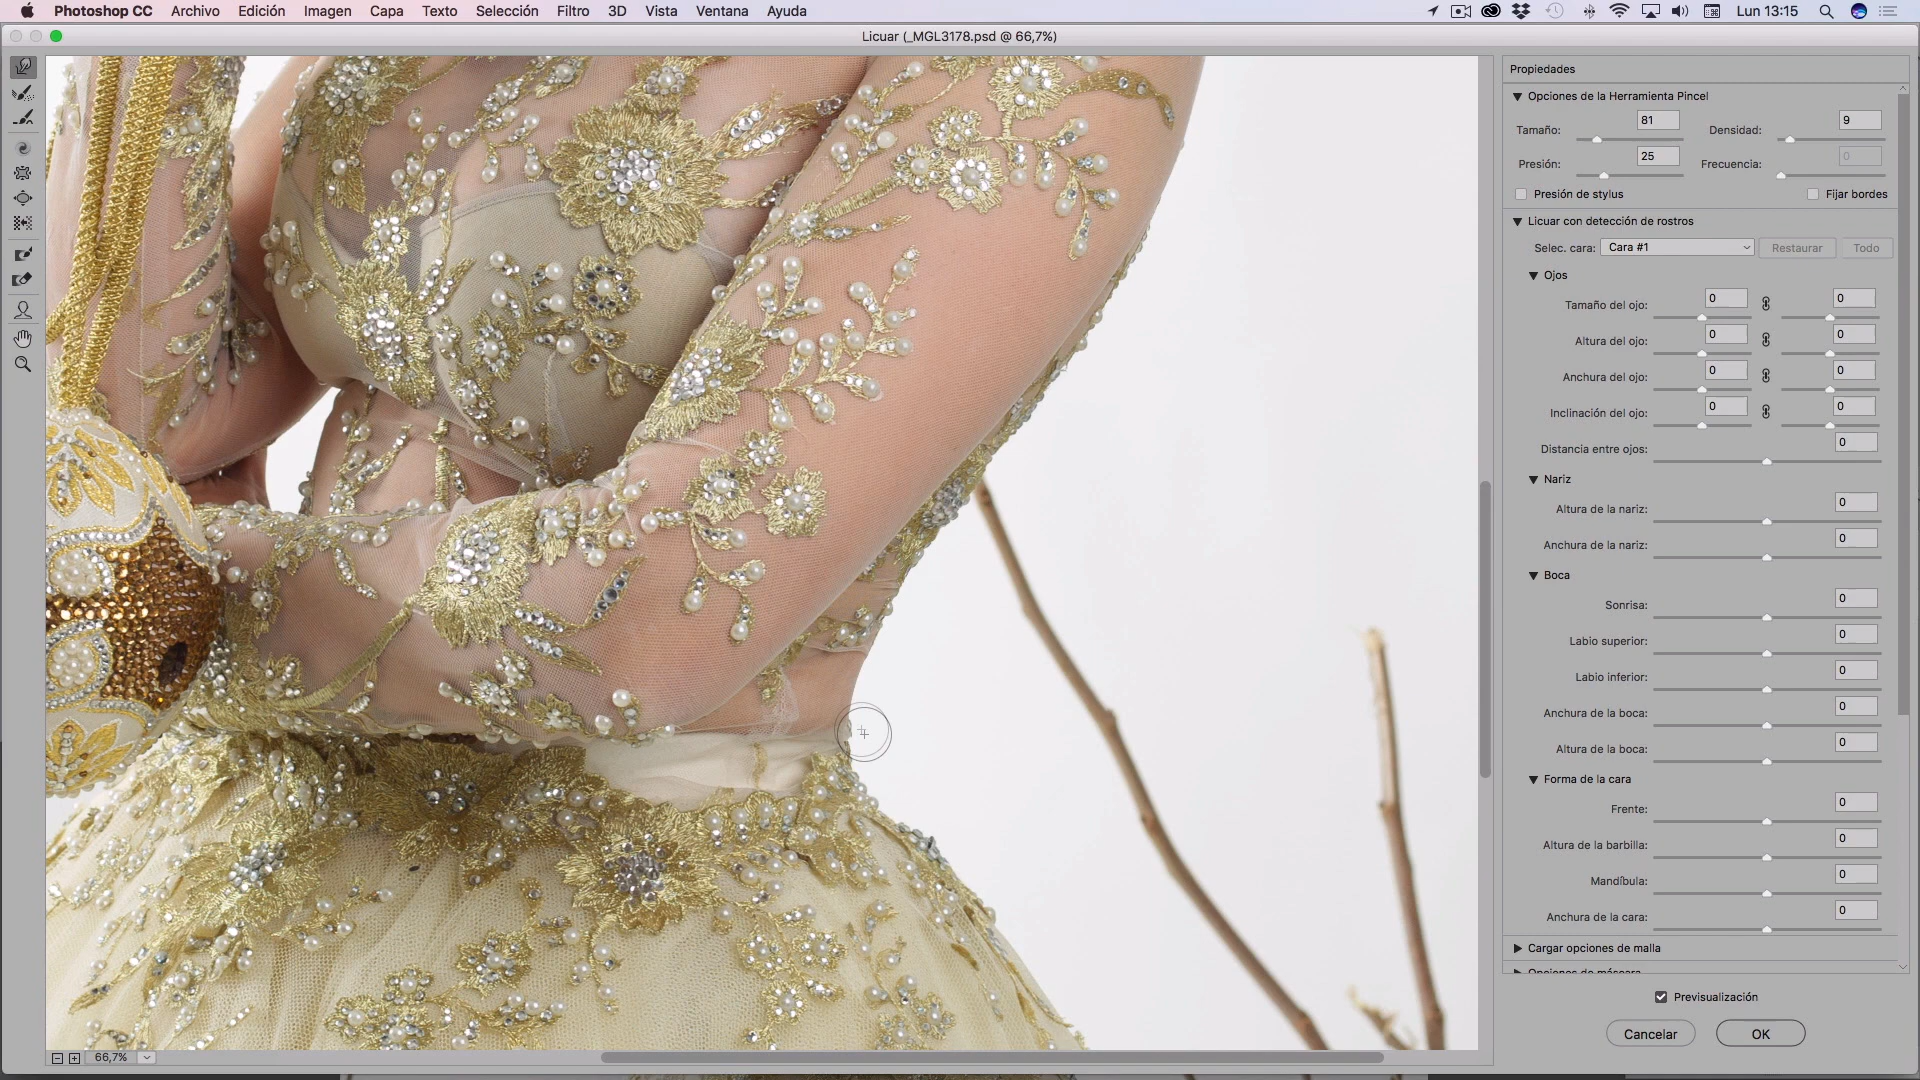 Photoshop CC Archivo Edición Imagen Capa Texto Selección Filtro 3D Vista Ventana Ayuda Lun 13:15
Licuar (_MGL3178.psd @ 66,7%)
Propiedades
Opciones de la Herramienta Pincel
Tamaño: 81 Densidad: 9
Presión: 25 Frecuencia: 0
Presión de stylus Fijar bordes
Licuar con detección de rostros
Selec. cara: Cara #1 Restaurar Todo
Ojos
Tamaño del ojo: 0 0
Altura del ojo: 0 0
Anchura del ojo: 0 0
Inclinación del ojo: 0 0
Distancia entre ojos: 0
Nariz
Altura de la nariz: 0
Anchura de la nariz: 0
Boca
Sonrisa: 0
Labio superior: 0
Labio inferior: 0
Anchura de la boca: 0
Altura de la boca: 0
Forma de la cara
Frente: 0
Altura de la barbilla: 0
Mandíbula: 0
Anchura de la cara: 0
Cargar opciones de malla
Opciones de máscara
Previsualización
Cancelar OK
66,7%